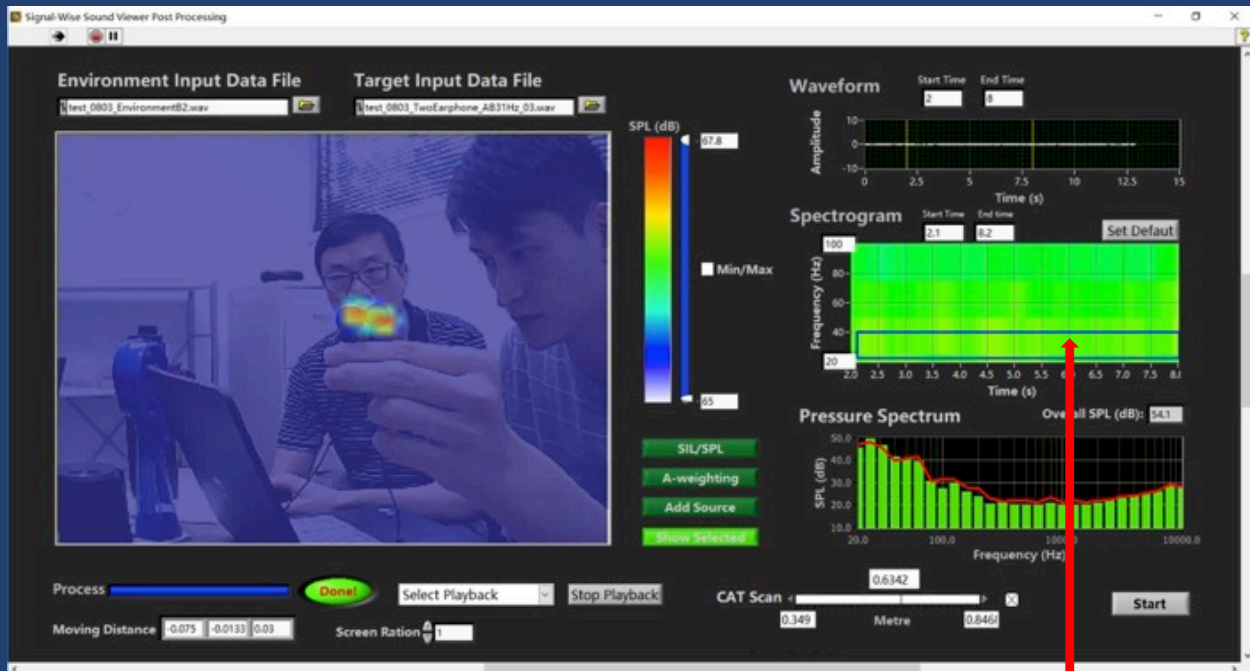 Signal-Wise Sound Viewer Post Processing
Environment Input Data File
Target Input Data File
test_0803_EnvironmentB2.wav
test_0803_TwoEarphone_AB31Hz_03.wav
SPL (dB)
67.8
Min/Max
65
SIL/SPL
A-weighting
Add Source
Show Selected
Waveform
Start Time
End Time
2
8
Amplitude
10
0
-10
0 2.5 5 7.5 10 12.5 15
Time (s)
Spectrogram
Start Time
End time
2.1
8.2
Set Defaut
Frequency (Hz)
100
80
60
40
20
2.0 2.5 3.0 3.5 4.0 4.5 5.0 5.5 6.0 6.5 7.0 7.5
Time (s)
Pressure Spectrum
Overall SPL (dB): 54.1
SPL (dB)
50.0
40.0
30.0
20.0
10.0
20.0 100.0 10000.0
Frequency (Hz)
Process
Done!
Select Playback
Stop Playback
CAT Scan
0.6342
0.349
Metre
Start
Moving Distance
-0.075 -0.0133 0.03
Screen Ration
1